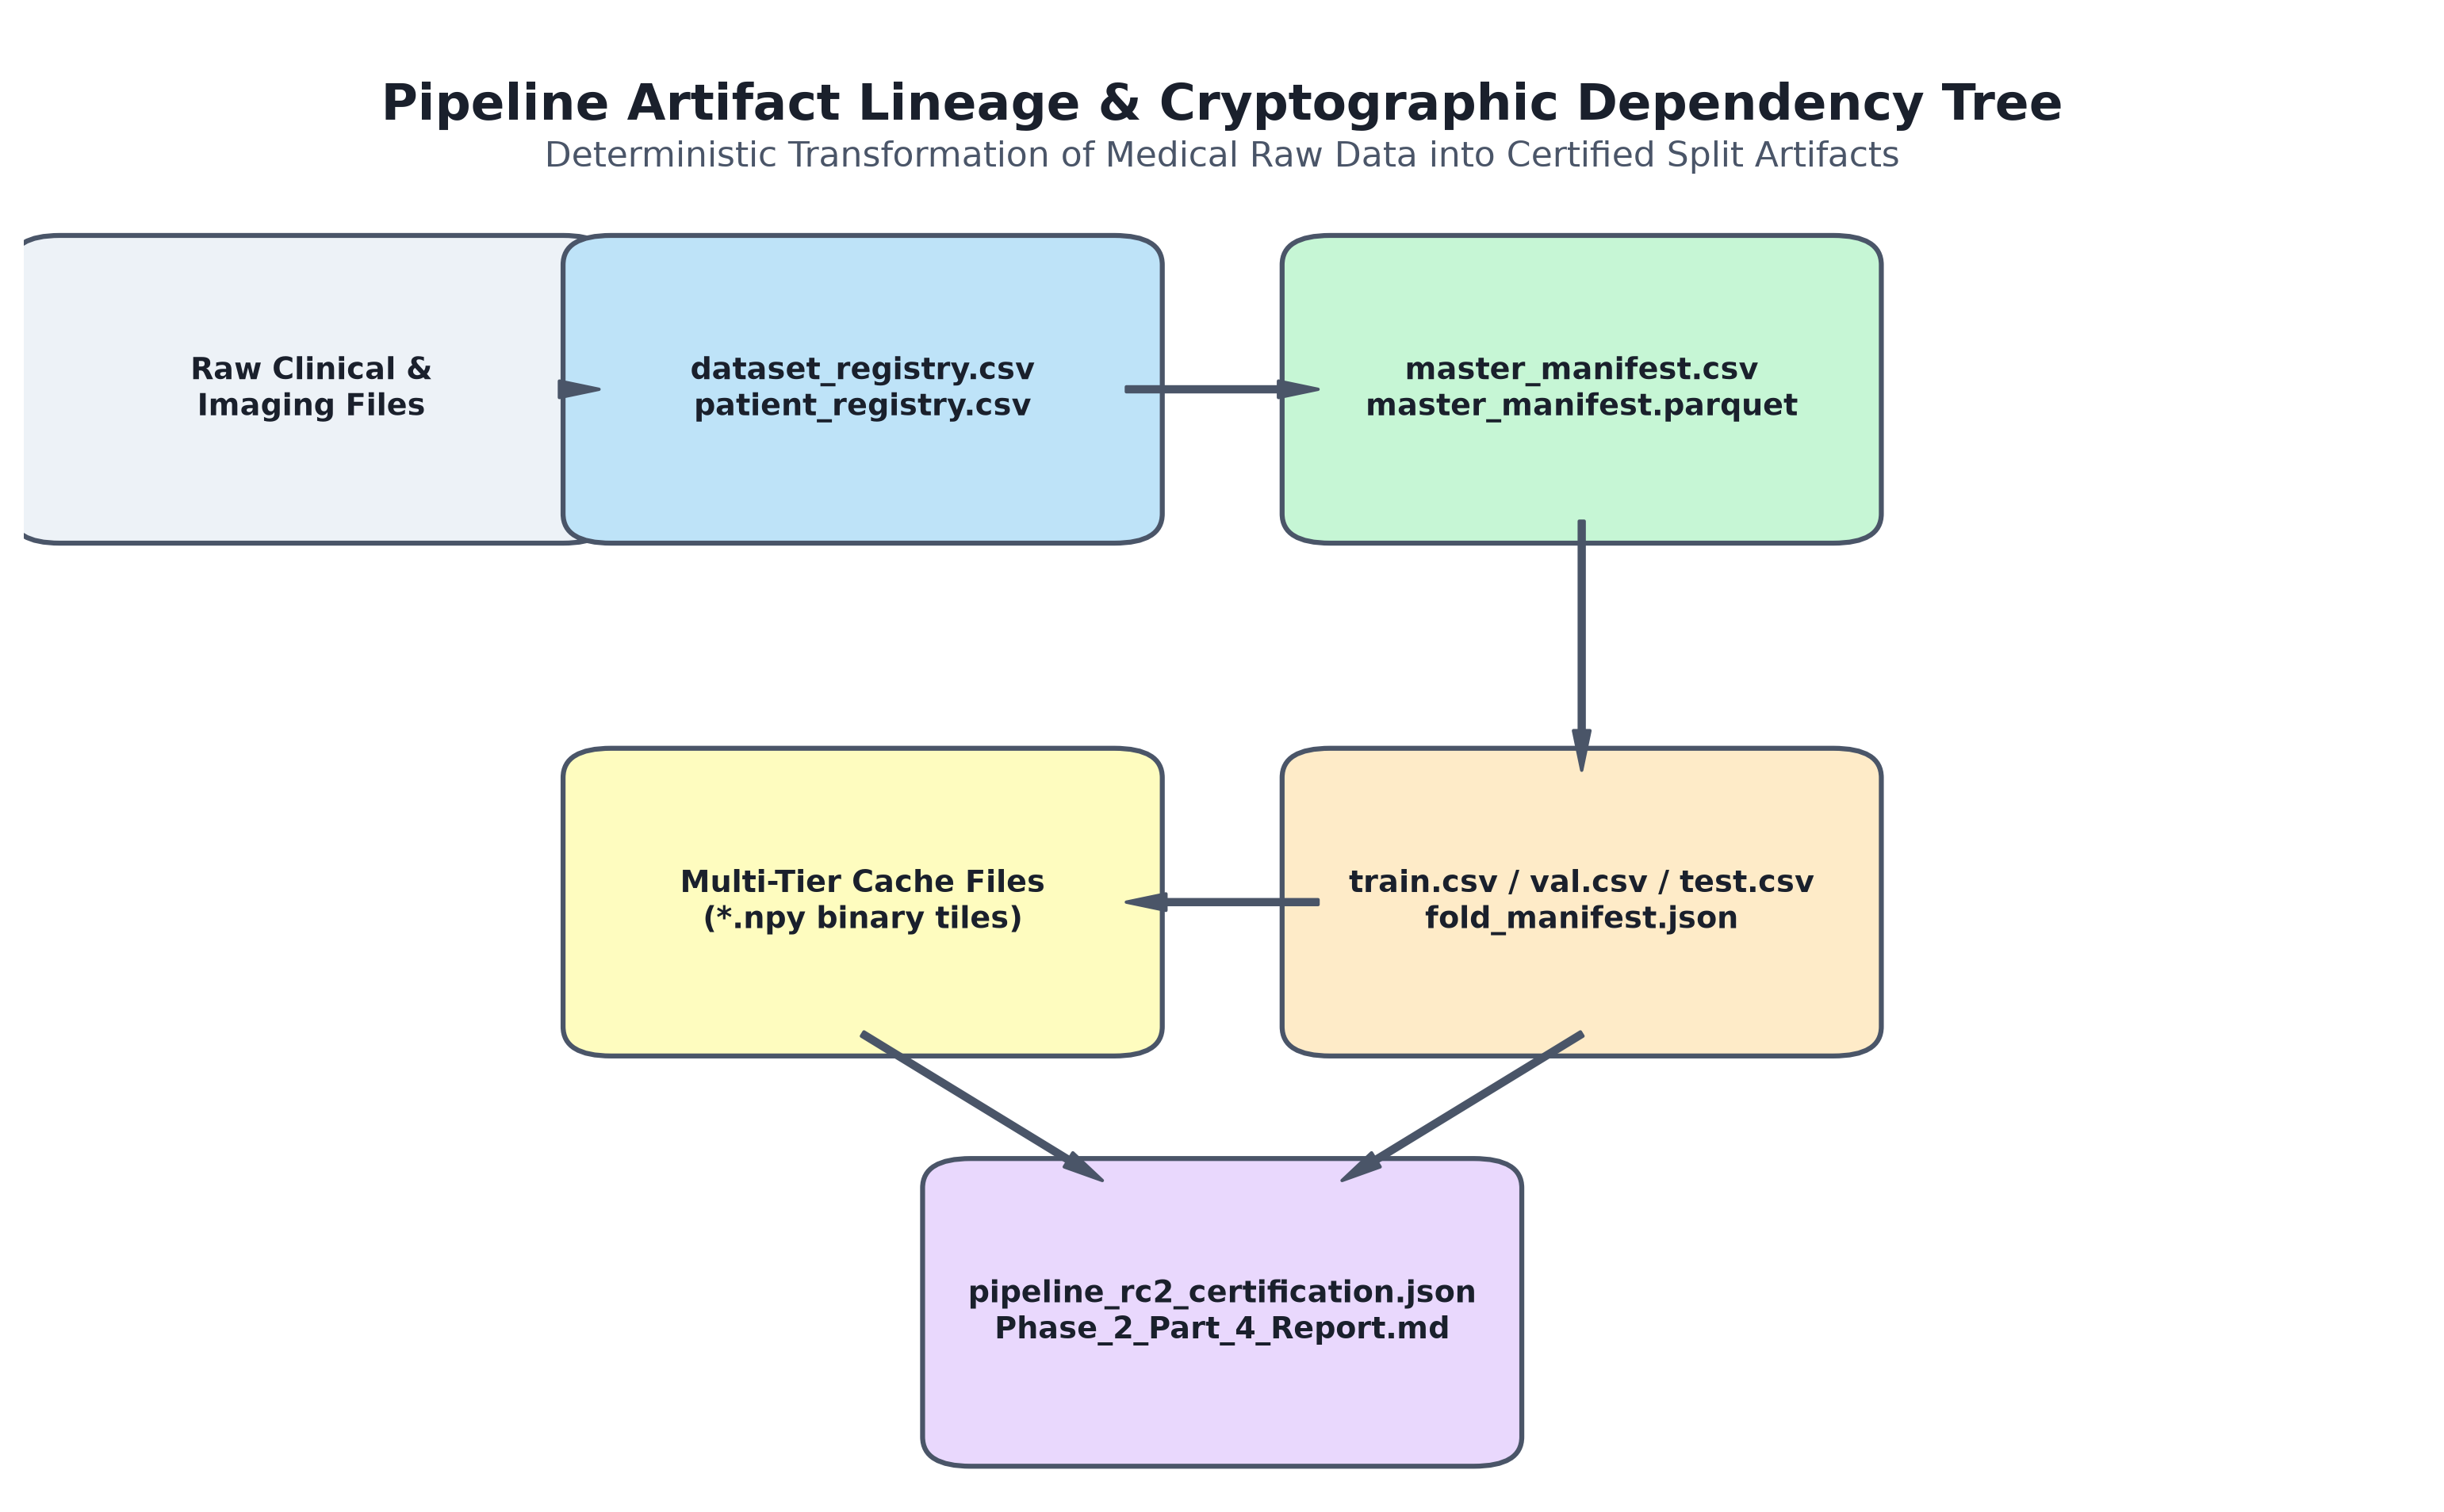 Pipeline Artifact Lineage & Cryptographic Dependency Tree
Deterministic Transformation of Medical Raw Data into Certified Split Artifacts
Raw Clinical &
Imaging Files
dataset_registry.csv
patient_registry.csv
master_manifest.csv
master_manifest.parquet
Multi-Tier Cache Files
(*.npy binary tiles)
train.csv / val.csv / test.csv
fold_manifest.json
pipeline_rc2_certification.json
Phase_2_Part_4_Report.md